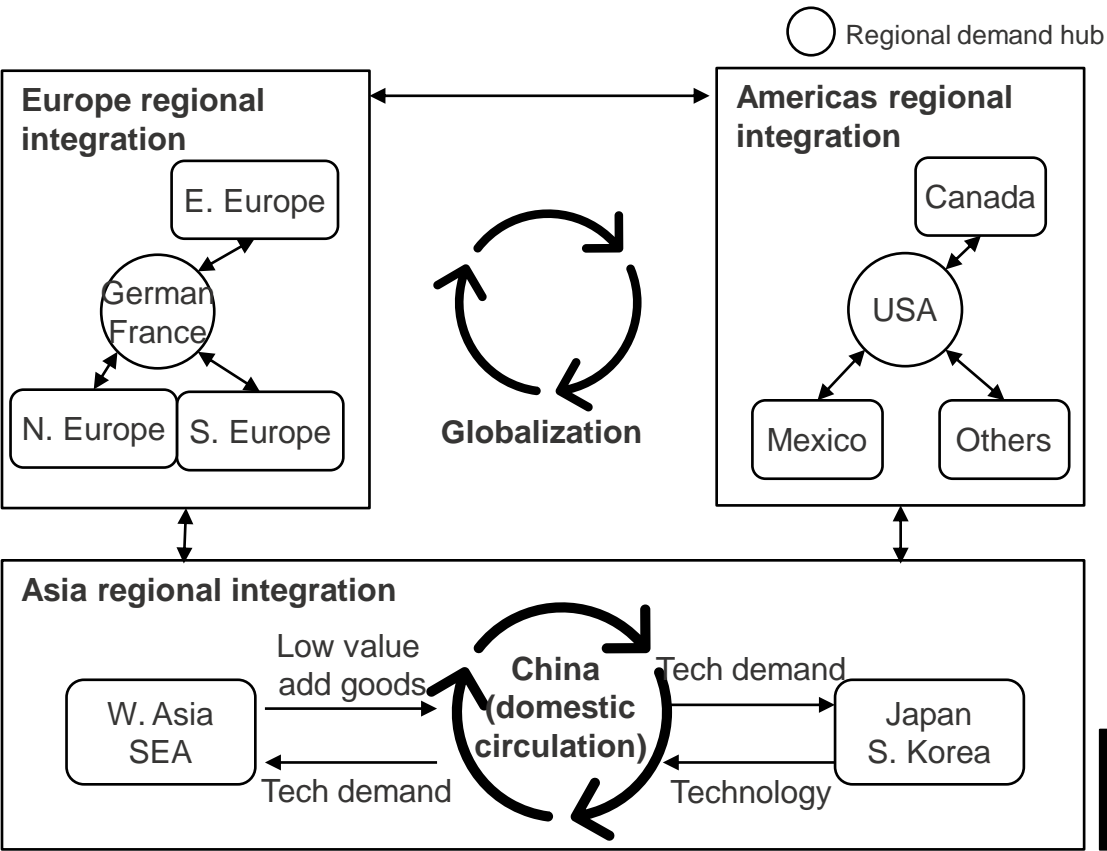 Regional demand hub
Europe regional
integration
E. Europe
German
France
N. Europe
S. Europe
Americas regional
integration
Canada
USA
Mexico
Others
Globalization
Asia regional integration
W. Asia
SEA
Low value
add goods
Tech demand
China
(domestic
circulation)
Tech demand
Technology
Japan
S. Korea